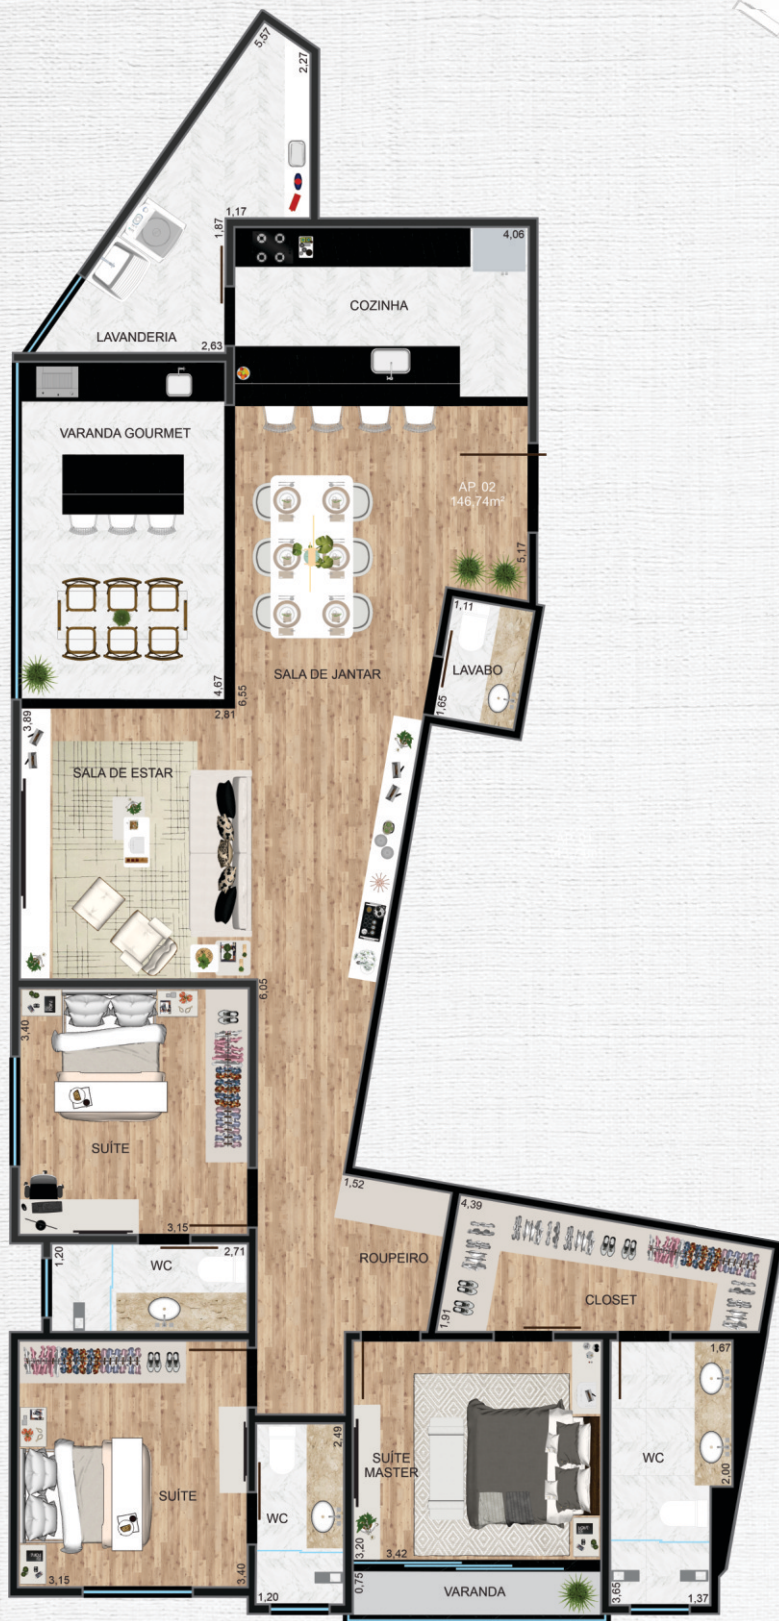 5,57
2,27
1,17
1,87
4,06
COZINHA
LAVANDERIA
2,63
VARANDA GOURMET
AP. 02
146,74m²
5,17
1,11
LAVABO
1,65
SALA DE JANTAR
4,67
6,55
2,81
3,89
SALA DE ESTAR
6,05
3,40
SUÍTE
3,15
1,52
4,39
ROUPEIRO
CLOSET
1,91
1,20
WC
2,71
1,67
2,49
SUÍTE
MASTER
WC
2,00
SUÍTE
WC
3,20
3,42
3,15
3,40
0,75
VARANDA
1,20
3,65
1,37